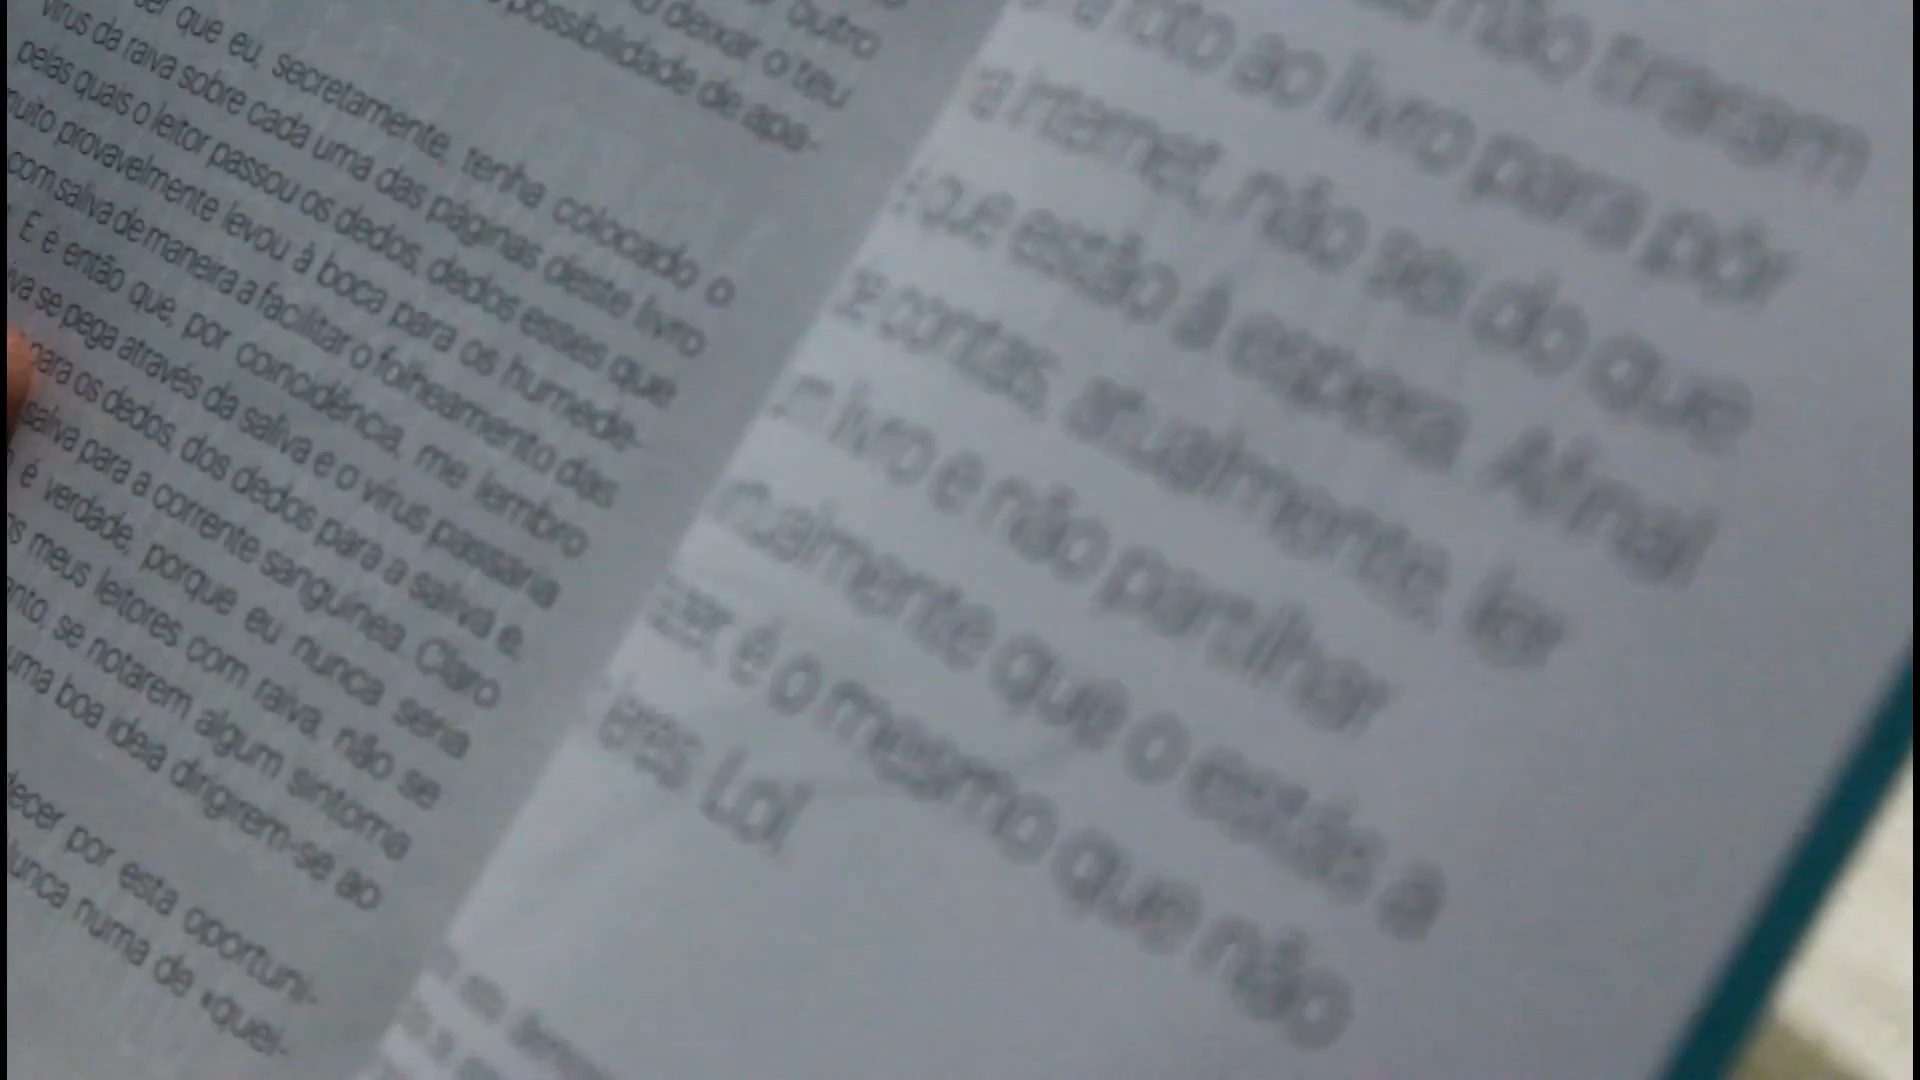 outro
deixar o teu
possibilidade de apa-
que eu, secretamente, tenha colocado o
vírus da raiva sobre cada uma das páginas deste livro
pelas quais o leitor passou os dedos, dedos esses que
muito provavelmente levou à boca para os humede-
com saliva de maneira a facilitar o folheamento das
E é então que, por coincidência, me lembro
se pega através da saliva e o vírus passaria
para os dedos, dos dedos para a saliva e,
saliva para a corrente sanguínea. Claro
é verdade, porque eu nunca seria
meus leitores com raiva, não se
se notarem algum sintoma
uma boa ideia dirigirem-se ao
por esta oportuni-
nunca numa de «quei-
não tiraram
foto ao livro para pôr
na internet, não sei do que
que estão à espera. Afinal
de contas, atualmente, ler
um livro e não partilhar
que o estás a
é o mesmo que não
Lol